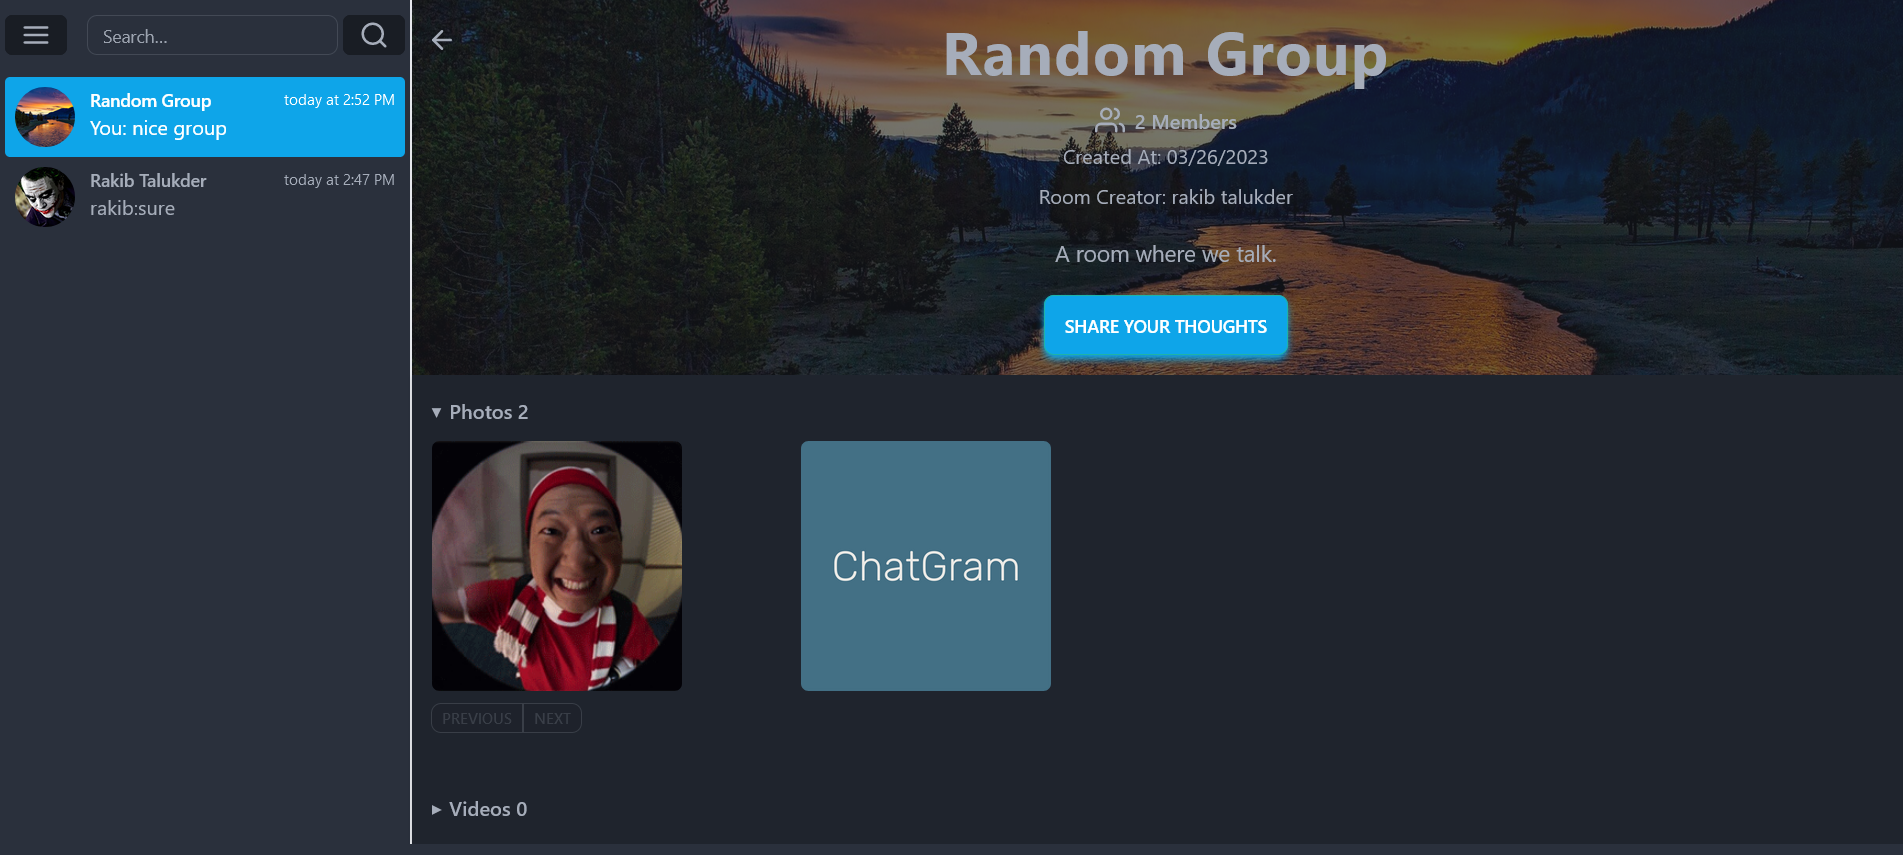 Search...
Random Group
today at 2:52 PM
You: nice group
Rakib Talukder
today at 2:47 PM
rakib:sure
Random Group
2 Members
Created At: 03/26/2023
Room Creator: rakib talukder
A room where we talk.
SHARE YOUR THOUGHTS
Photos 2
ChatGram
PREVIOUS
NEXT
Videos 0